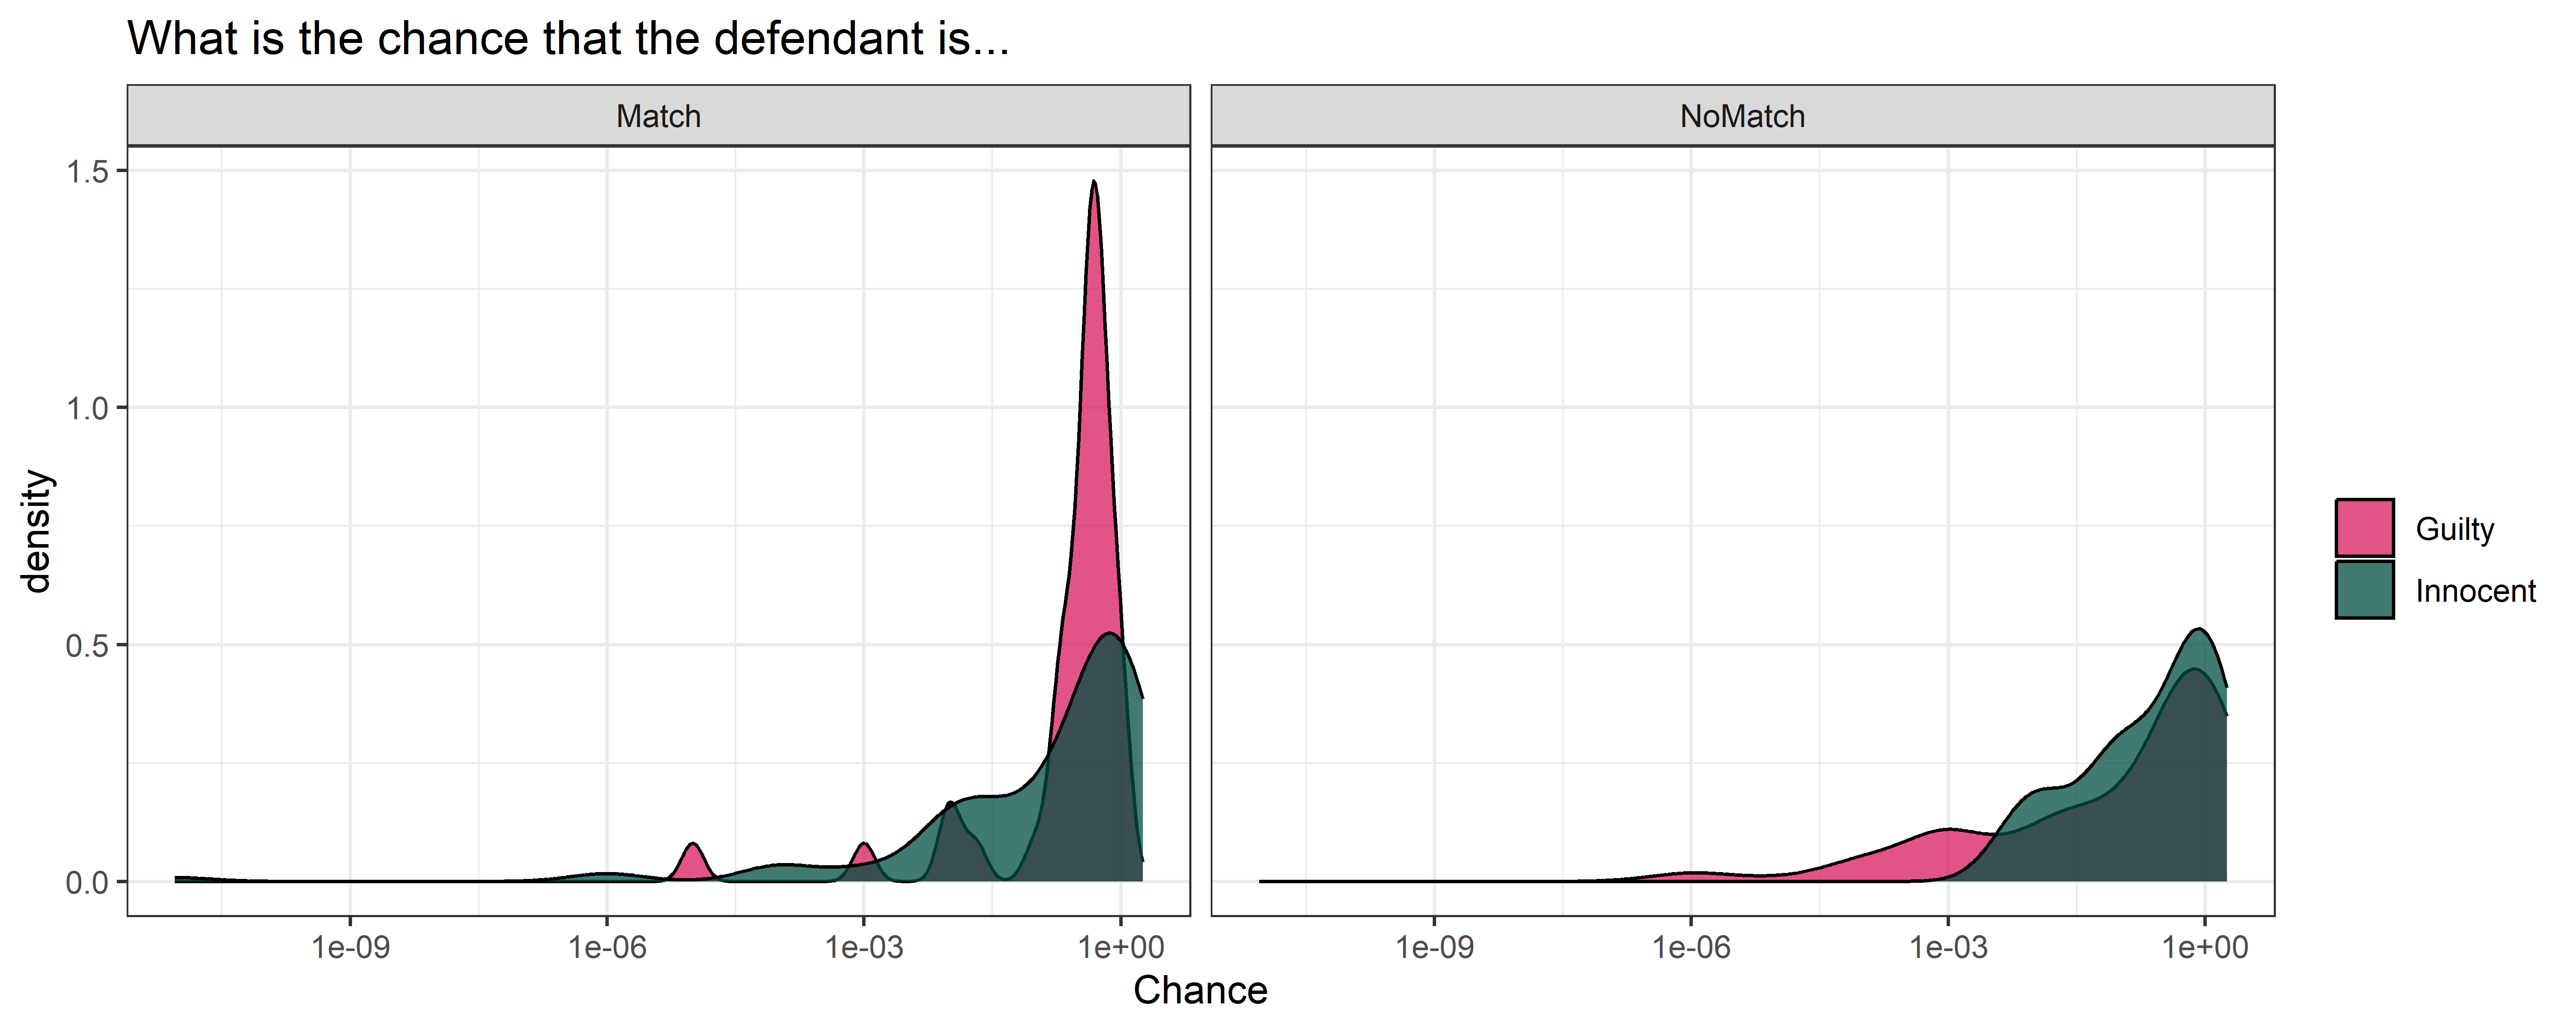 What is the chance that the defendant is...
Match
NoMatch
1.5
1.0
0.5
0.0
density
Guilty
Innocent
1e-09
1e-06
1e-03
1e+00
1e-09
1e-06
1e-03
1e+00
Chance